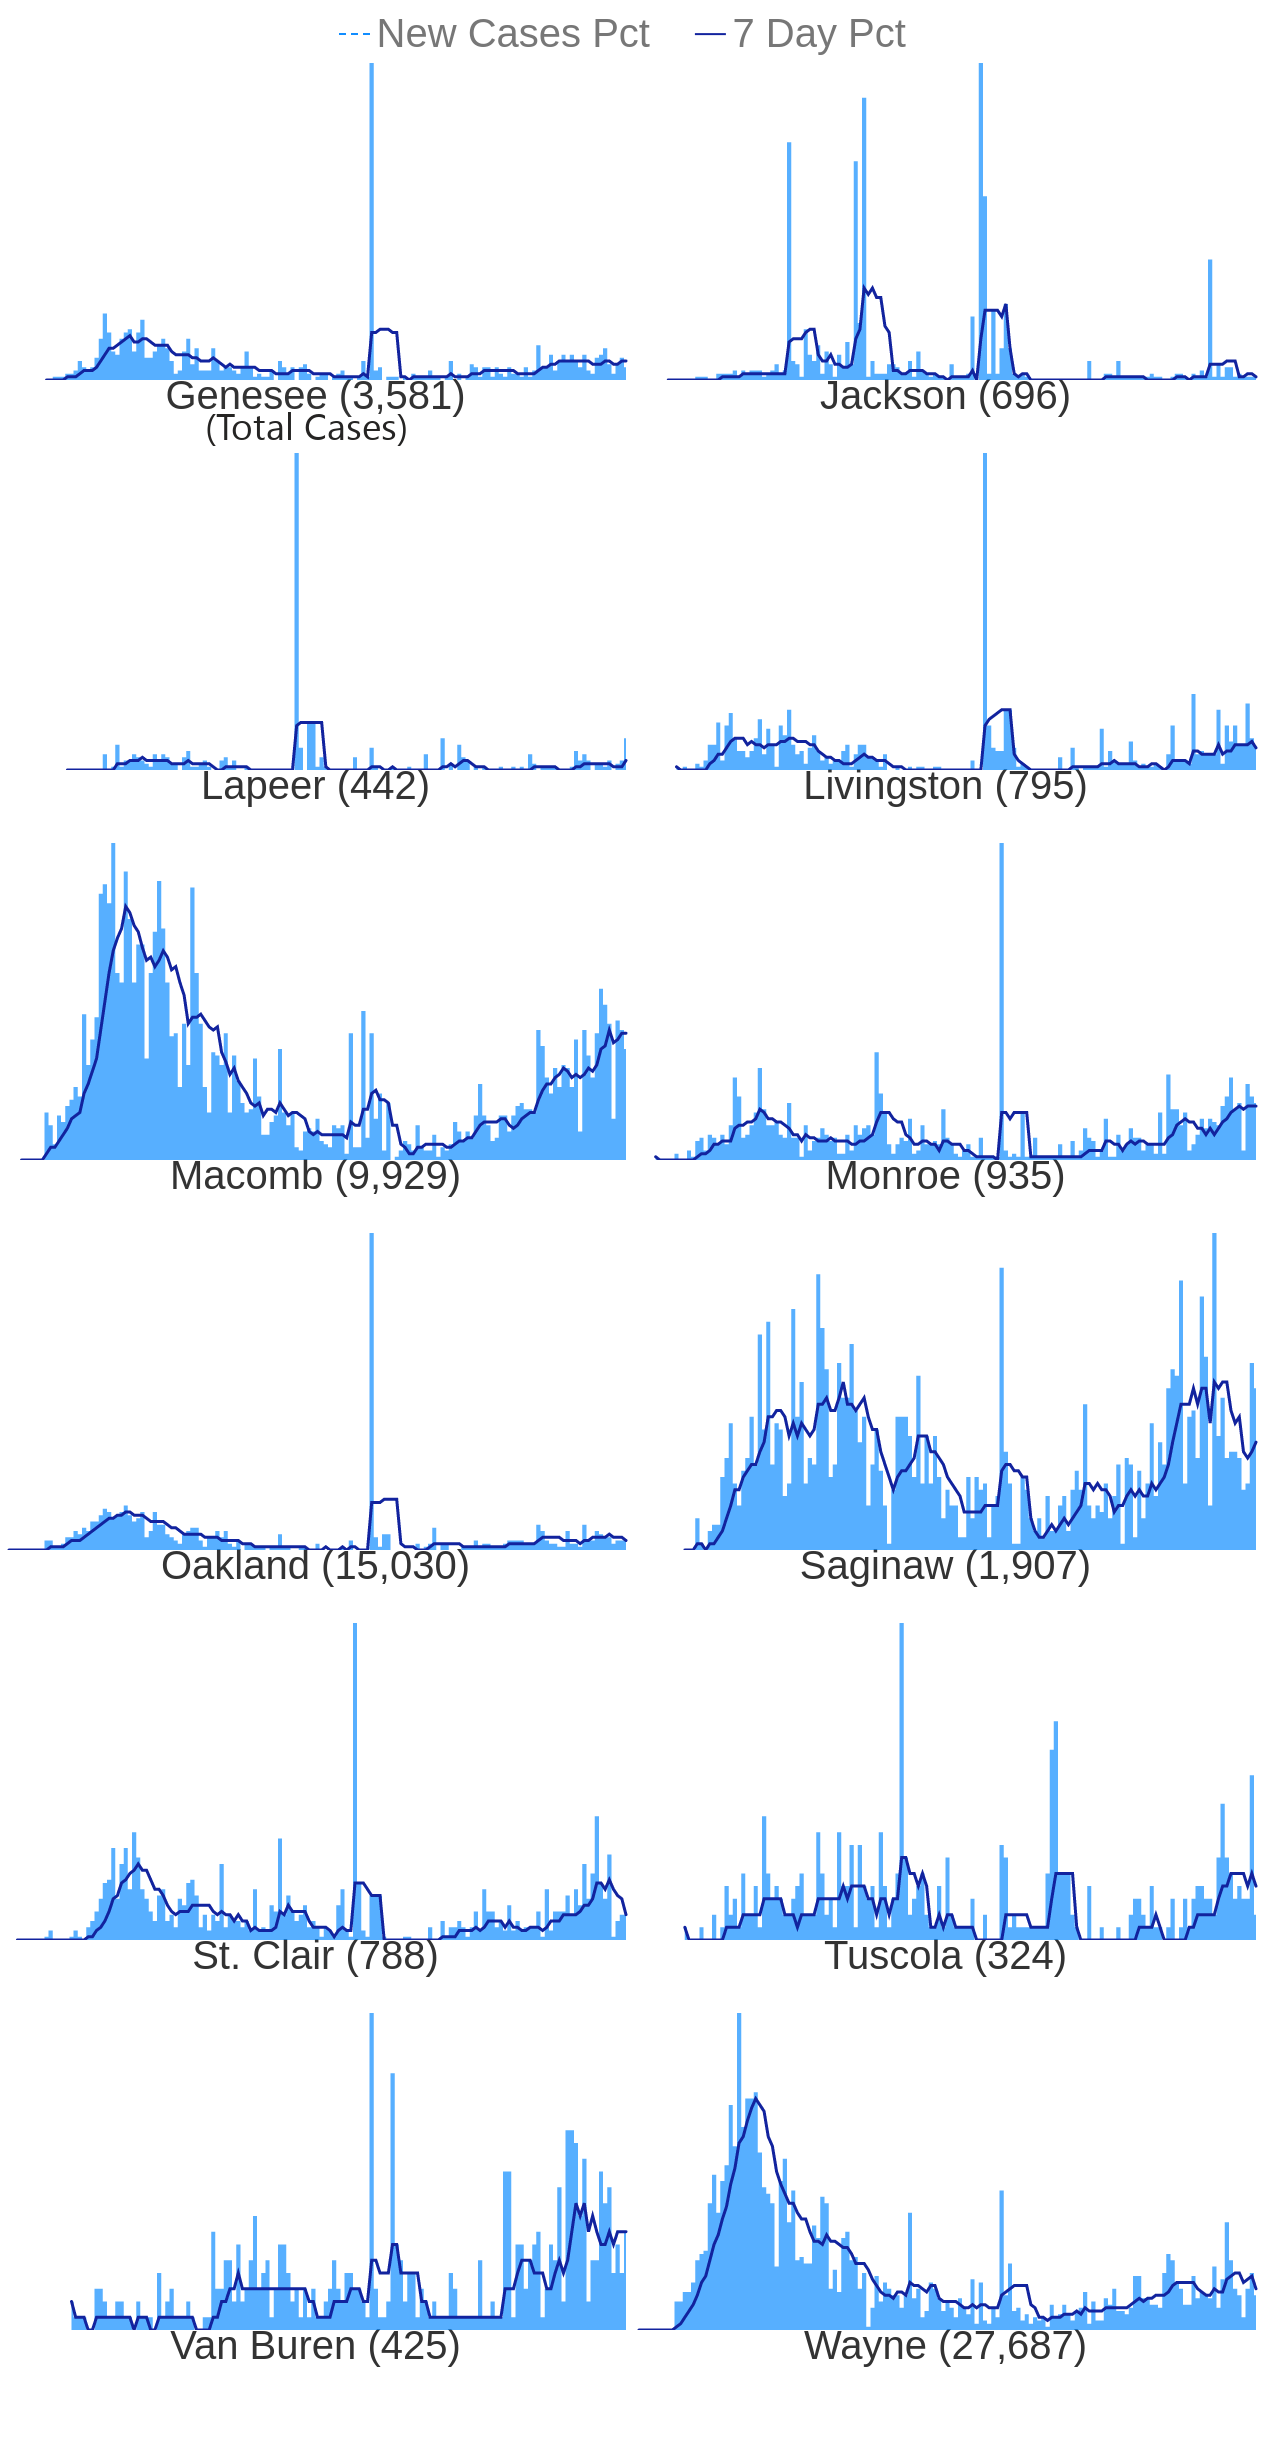 New Cases Pct 7 Day Pct
Genesee (3,581) Jackson (696)
(Total Cases)
Lapeer (442) Livingston (795)
Macomb (9,929) Monroe (935)
Oakland (15,030) Saginaw (1,907)
St. Clair (788) Tuscola (324)
Van Buren (425) Wayne (27,687)